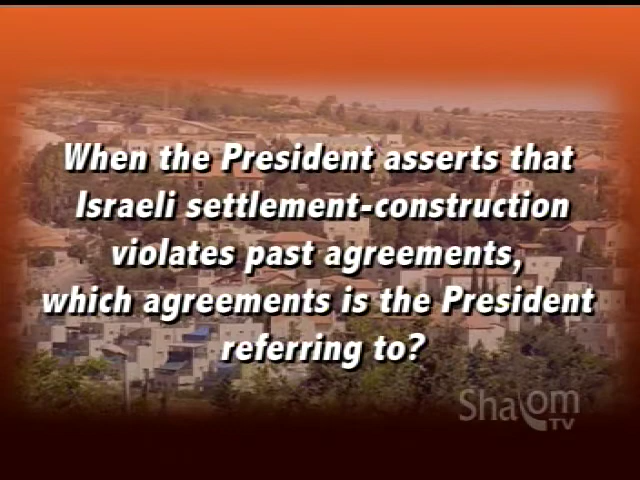 When the President asserts that
Israeli settlement-construction
violates past agreements,
which agreements is the President
referring to?
Shalom
TV